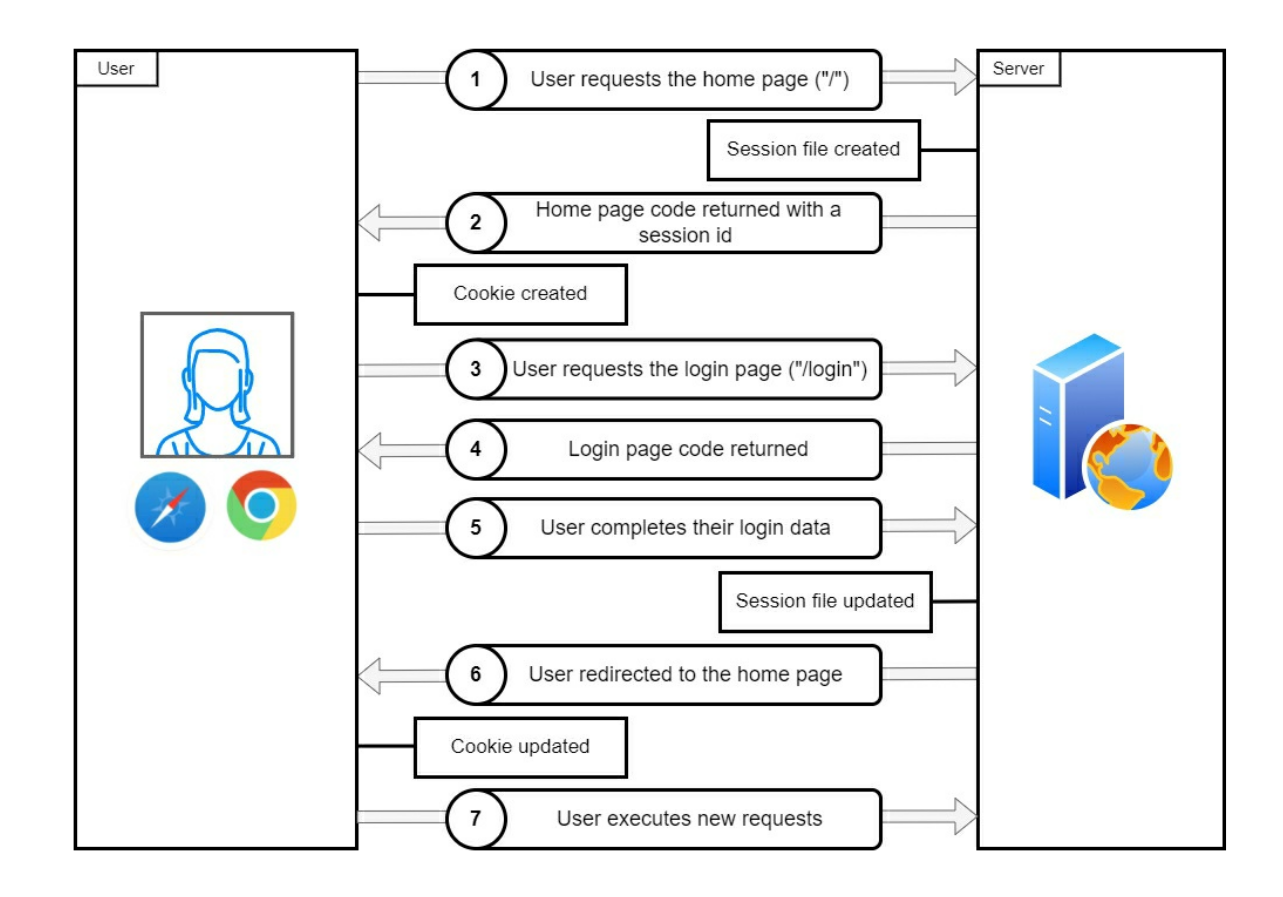 User
Server
1
User requests the home page ("/")
Session file created
2
Home page code returned with a
session id
Cookie created
3
User requests the login page ("/login")
4
Login page code returned
5
User completes their login data
Session file updated
6
User redirected to the home page
Cookie updated
7
User executes new requests